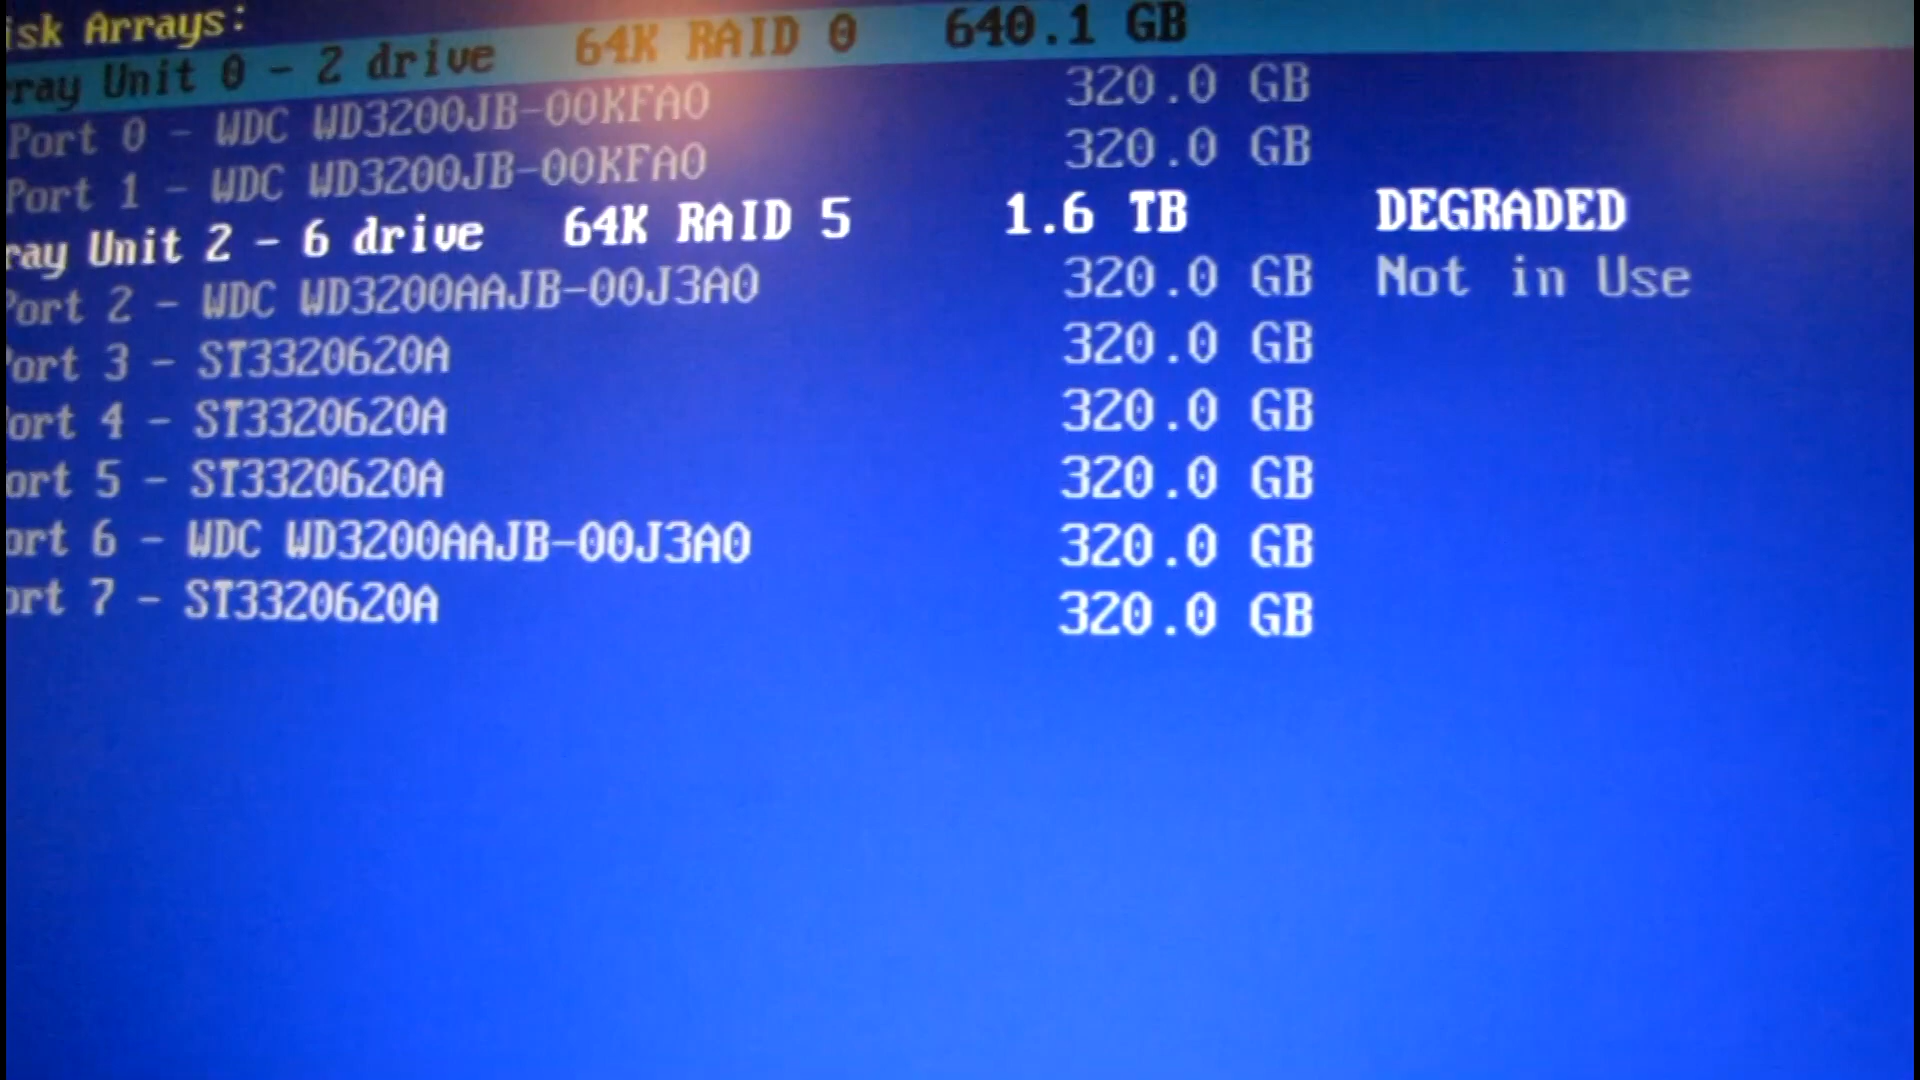 isk Arrays:
ray Unit 0 - 2 drive 64K RAID 0 640.1 GB
Port 0 - WDC WD3200JB-00KFA0 320.0 GB
Port 1 - WDC WD3200JB-00KFA0 320.0 GB
ray Unit 2 - 6 drive 64K RAID 5 1.6 TB DEGRADED
Port 2 - WDC WD3200AAJB-00J3A0 320.0 GB Not in Use
Port 3 - ST3320620A 320.0 GB
ort 4 - ST3320620A 320.0 GB
ort 5 - ST3320620A 320.0 GB
ort 6 - WDC WD3200AAJB-00J3A0 320.0 GB
ort 7 - ST3320620A 320.0 GB